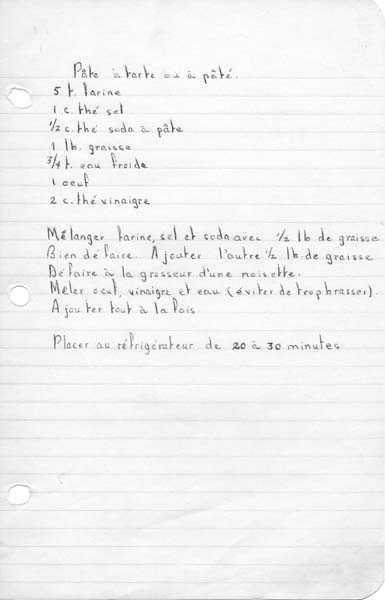 Pâte à tarte ou à pâté.
5 t. farine
1 c. thé sel
1/2 c. thé soda à pâte
1 lb. graisse
3/4 t. eau froide
1 oeuf
2 c. thé vinaigre
Mélanger farine, sel et soda avec 1/2 lb de graisse
Bien défaire. Ajouter l'autre 1/2 lb. de graisse
Défaire à la grosseur d'une noisette.
Mêler oeuf, vinaigre et eau (éviter de trop brasser).
Ajouter tout à la fois
Placer au réfrigérateur de 20 à 30 minutes